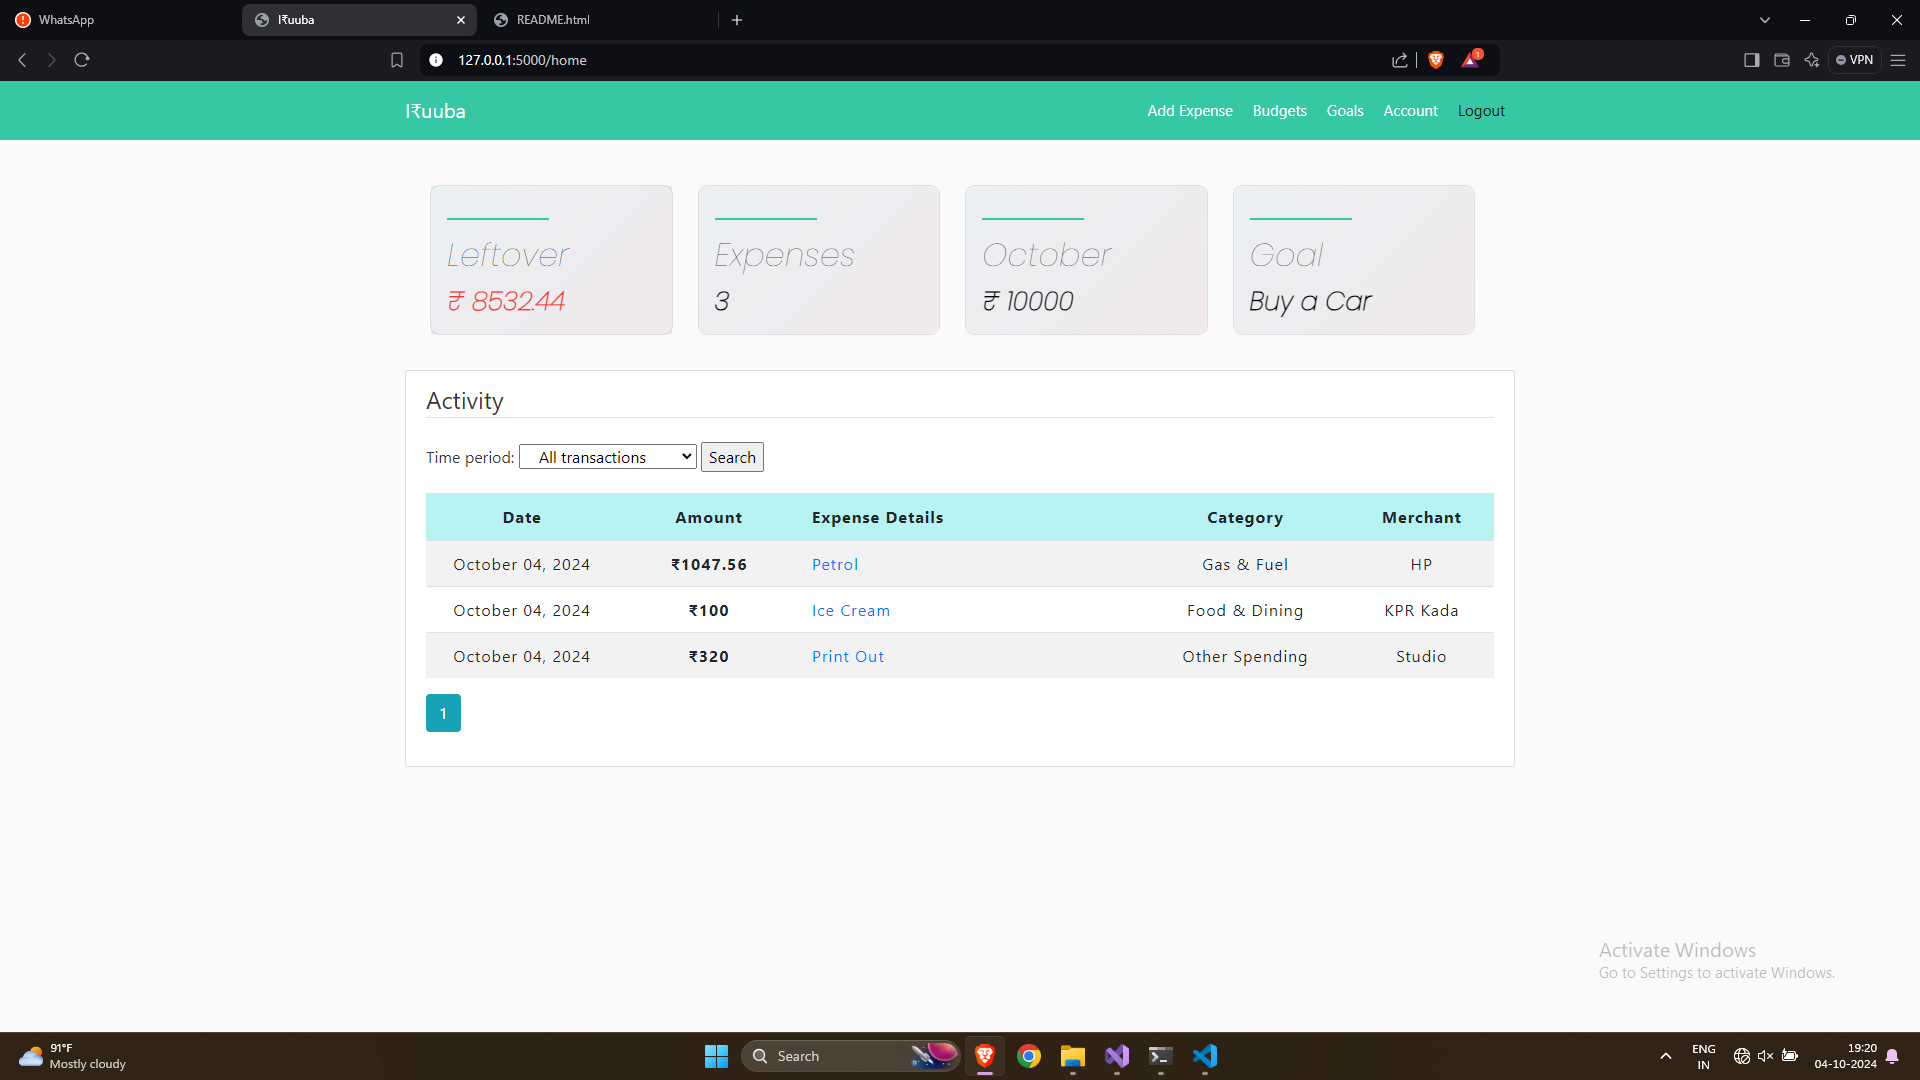 WhatsApp
I₹uuba
README.html
127.0.0.1:5000/home
1
VPN
I₹uuba
Add Expense Budgets Goals Account Logout
Leftover
₹ 8532.44
Expenses
3
October
₹ 10000
Goal
Buy a Car
Activity
Time period: All transactions Search
Date Amount Expense Details Category Merchant
October 04, 2024 ₹1047.56 Petrol Gas & Fuel HP
October 04, 2024 ₹100 Ice Cream Food & Dining KPR Kada
October 04, 2024 ₹320 Print Out Other Spending Studio
1
Activate Windows
Go to Settings to activate Windows.
91°F
Mostly cloudy
Search
ENG
IN
19:20
04-10-2024